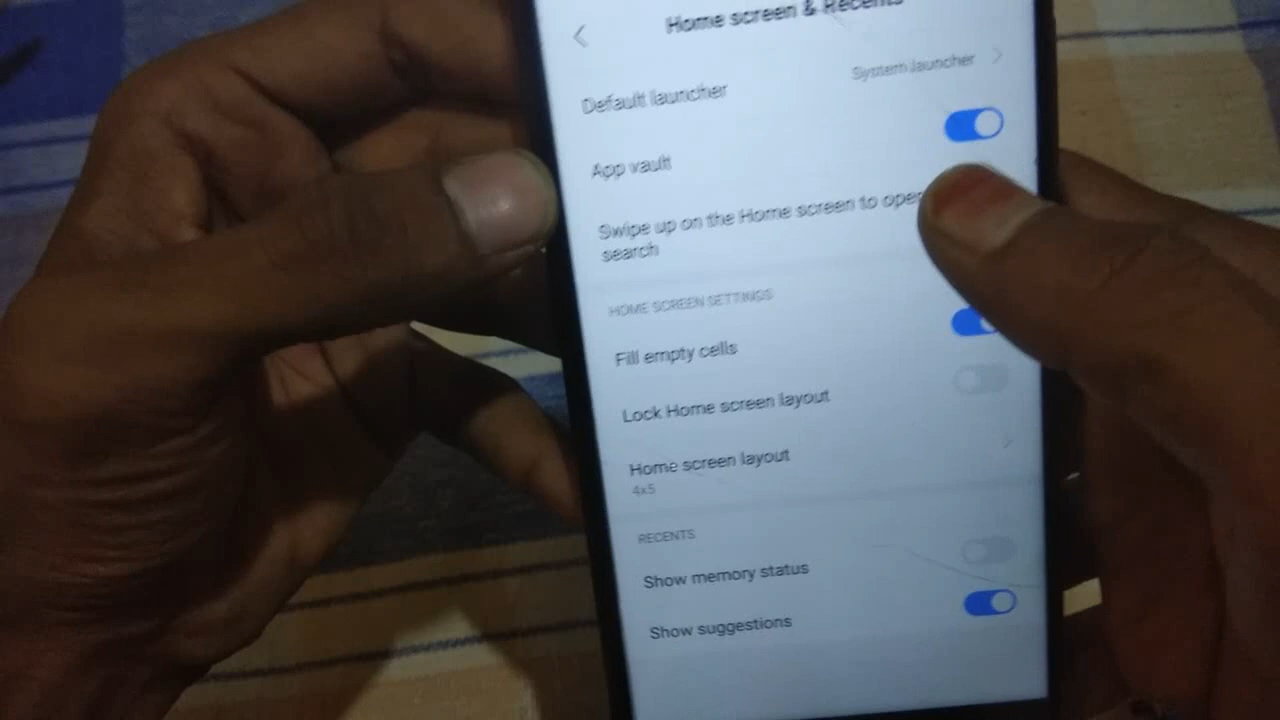 Home screen & Recents
Default launcher
System launcher
App vault
Swipe up on the Home screen to open
search
HOME SCREEN SETTINGS
Fill empty cells
Lock Home screen layout
Home screen layout
4x5
RECENTS
Show memory status
Show suggestions